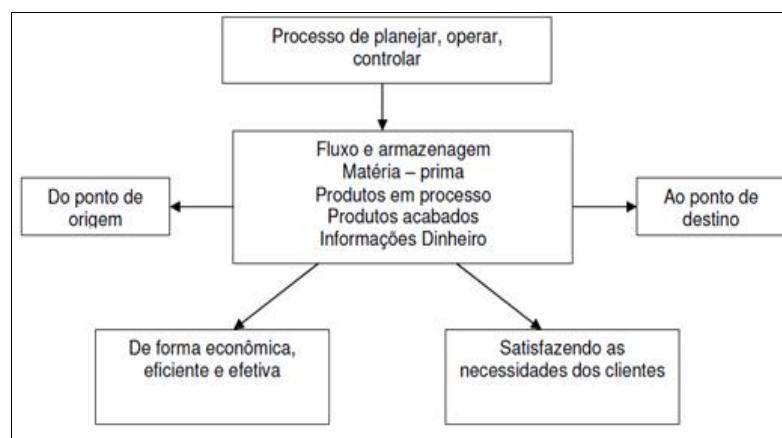 Processo de planejar, operar,
controlar
Fluxo e armazenagem
Matéria – prima
Produtos em processo
Produtos acabados
Informações Dinheiro
Do ponto de
origem
Ao ponto de
destino
De forma econômica,
eficiente e efetiva
Satisfazendo as
necessidades dos clientes